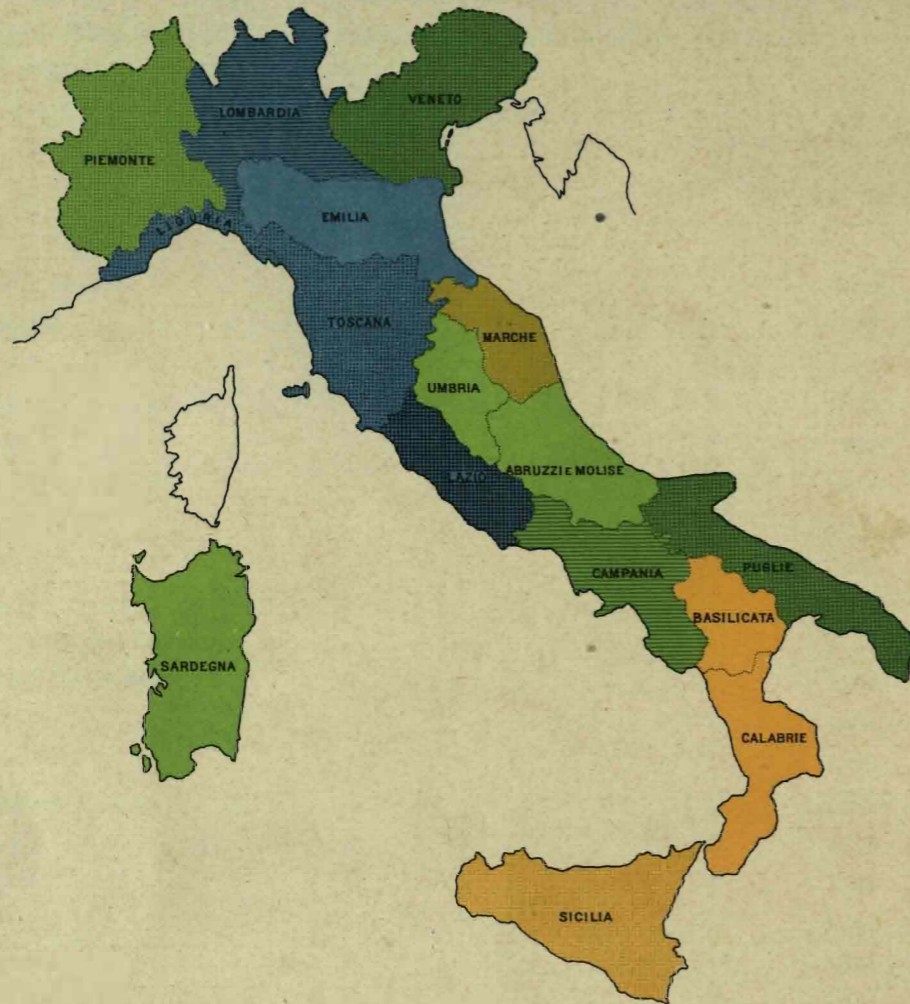 LOMBARDIA
VENETO
PIEMONTE
LIGURIA
EMILIA
TOSCANA
MARCHE
UMBRIA
LAZIO
ABRUZZI E MOLISE
CAMPANIA
PUGLIE
BASILICATA
SARDEGNA
CALABRIE
SICILIA